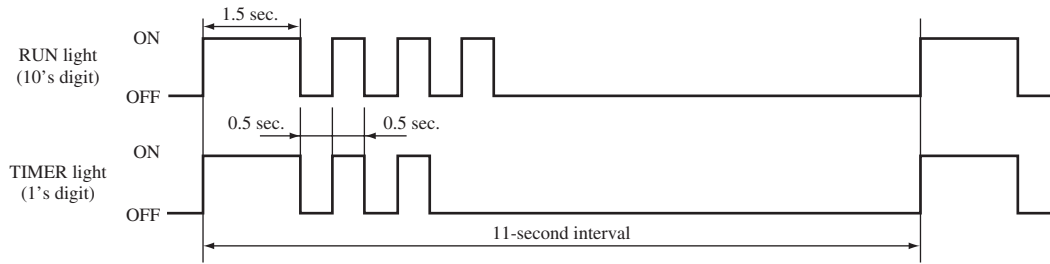 1.5 sec.
ON
RUN light
(10's digit)
OFF
0.5 sec.
0.5 sec.
ON
TIMER light
(1's digit)
OFF
11-second interval